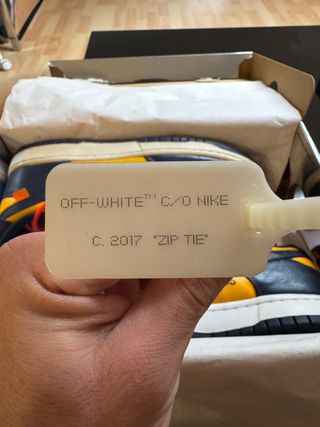 OFF-WHITE™ C/O NIKE
C. 2017 "ZIP TIE"